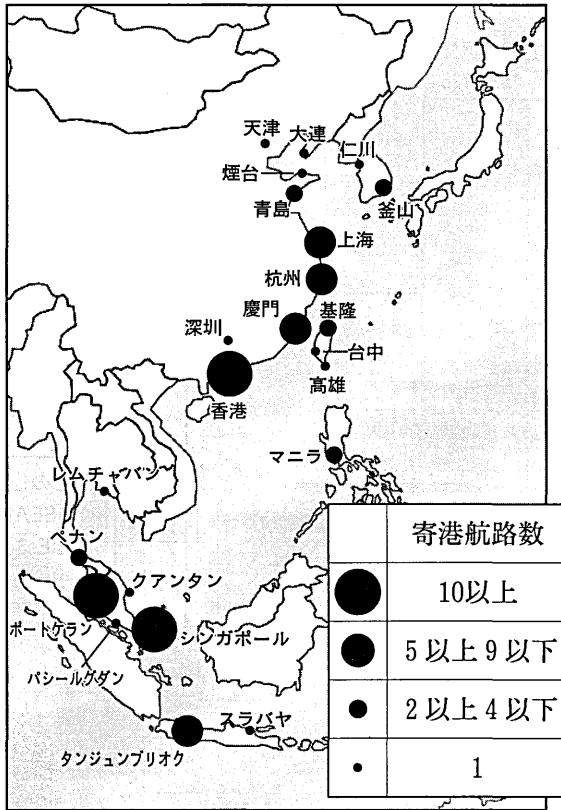 天津
大連
仁川
煙台
青島
釜山
上海
杭州
慶門
基隆
深圳
台中
高雄
香港
マニラ
レムチャバン
ペナン
クアンタン
ポートケラン
シンガポール
パシールグダン
スラバヤ
タンジュンブリオク
寄港航路数
10以上
5以上9以下
2以上4以下
1